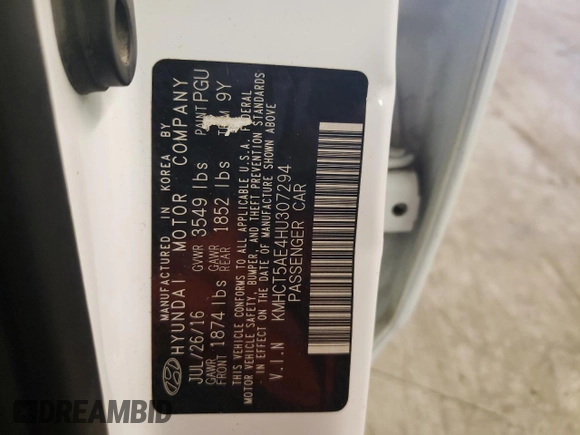 MANUFACTURED IN KOREA BY
HYUNDAI MOTOR COMPANY
JUL/26/16 GVWR 3549 lbs PAINT PGU
GAWR FRONT 1874 lbs GAWR REAR 1852 lbs 9Y
THIS VEHICLE CONFORMS TO ALL APPLICABLE U.S.A. FEDERAL
MOTOR VEHICLE SAFETY, BUMPER, AND THEFT PREVENTION STANDARDS
IN EFFECT ON THE DATE OF MANUFACTURE SHOWN ABOVE
V.I.N KMHCT5AE4HU307294
PASSENGER CAR
DREAMBID